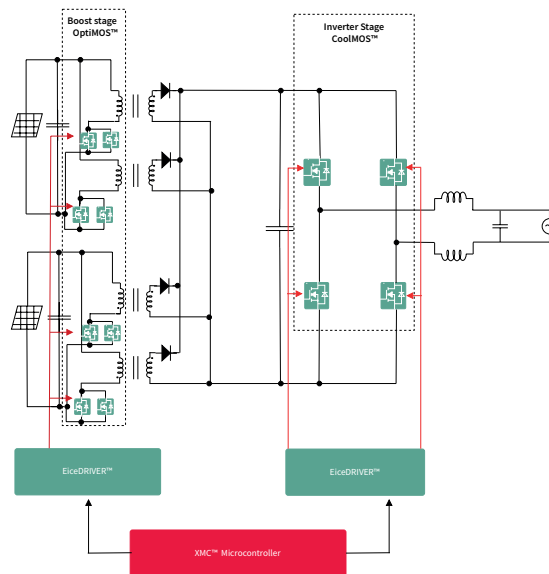 Boost stage
OptiMOS™
Inverter Stage
CoolMOS™
EiceDRIVER™
EiceDRIVER™
XMC™ Microcontroller